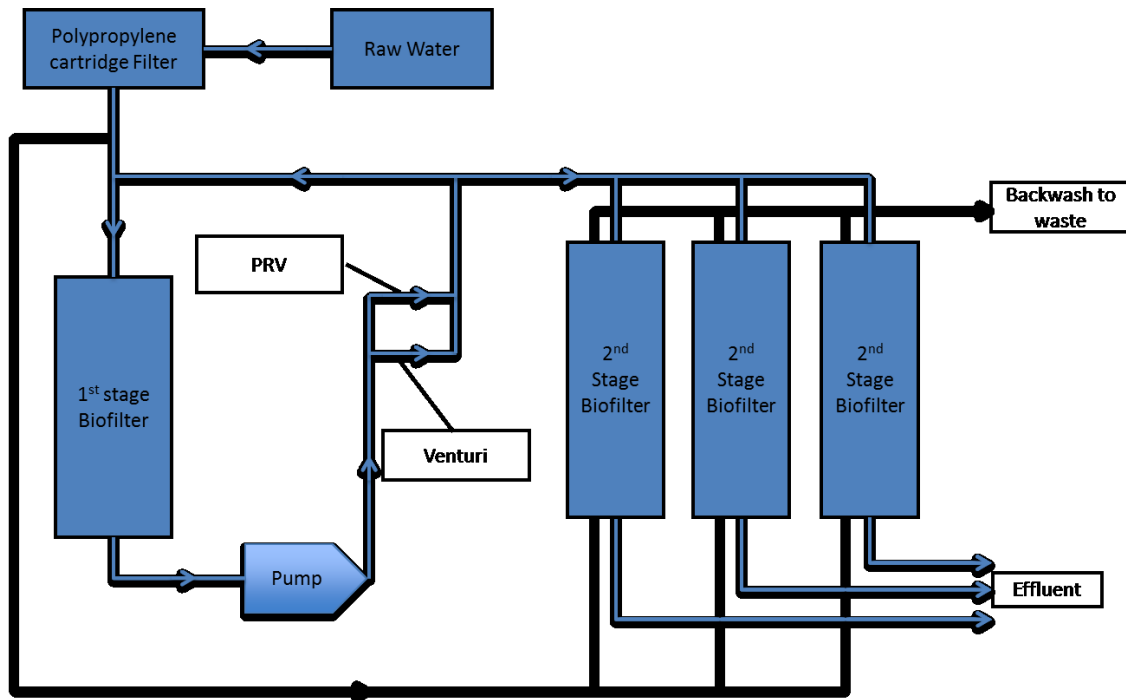 Polypropylene
cartridge Filter
Raw Water
Backwash to
waste
PRV
1st stage
Biofilter
Venturi
2nd
Stage
Biofilter
2nd
Stage
Biofilter
2nd
Stage
Biofilter
Pump
Effluent